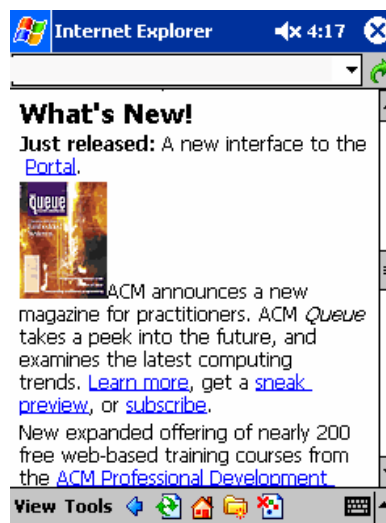 Internet Explorer 4:17
What's New!
Just released: A new interface to the
Portal.
queue
ACM announces a new
magazine for practitioners. ACM Queue
takes a peek into the future, and
examines the latest computing
trends. Learn more, get a sneak
preview, or subscribe.
New expanded offering of nearly 200
free web-based training courses from
the ACM Professional Development
View Tools